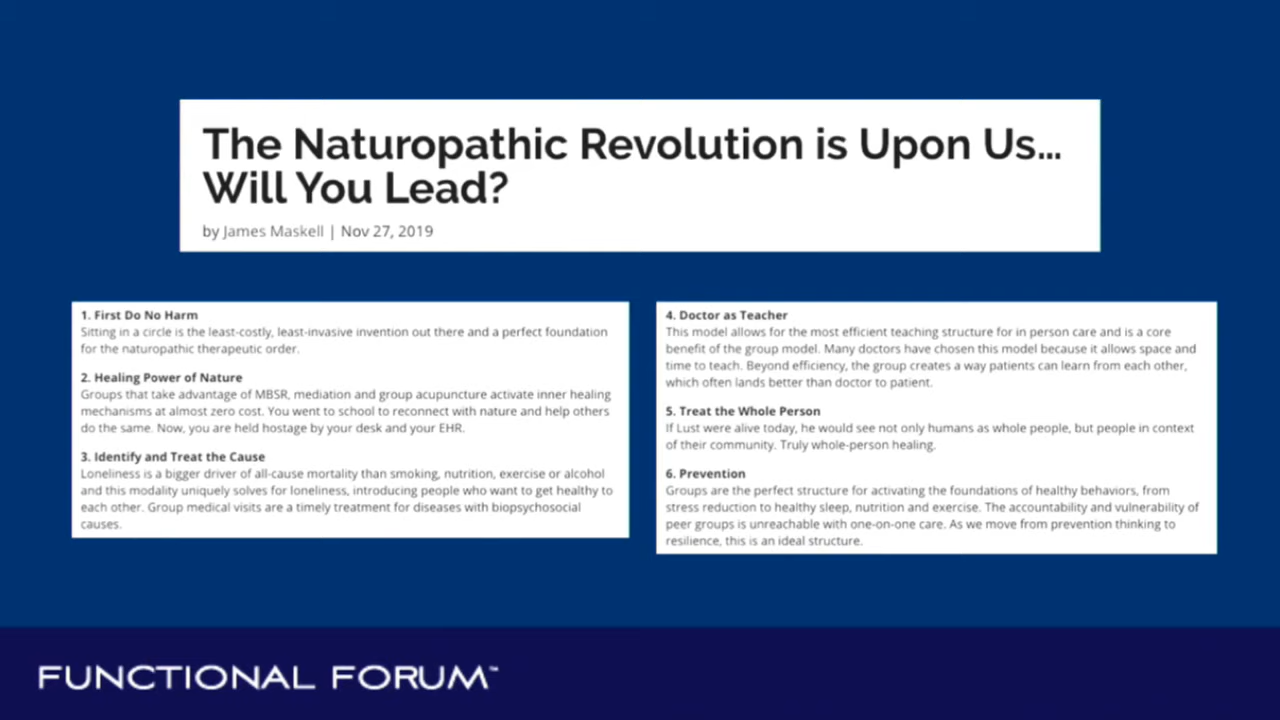 The Naturopathic Revolution is Upon Us...
Will You Lead?
by James Maskell | Nov 27, 2019
1. First Do No Harm
Sitting in a circle is the least-costly, least-invasive invention out there and a perfect foundation
for the naturopathic therapeutic order.
2. Healing Power of Nature
Groups that take advantage of MBSR, mediation and group acupuncture activate inner healing
mechanisms at almost zero cost. You went to school to reconnect with nature and help others
do the same. Now, you are held hostage by your desk and your EHR.
3. Identify and Treat the Cause
Loneliness is a bigger driver of all-cause mortality than smoking, nutrition, exercise or alcohol
and this modality uniquely solves for loneliness, introducing people who want to get healthy to
each other. Group medical visits are a timely treatment for diseases with biopsychosocial
causes.
4. Doctor as Teacher
This model allows for the most efficient teaching structure for in person care and is a core
benefit of the group model. Many doctors have chosen this model because it allows space and
time to teach. Beyond efficiency, the group creates a way patients can learn from each other,
which often lands better than doctor to patient.
5. Treat the Whole Person
If Lust were alive today, he would see not only humans as whole people, but people in context
of their community. Truly whole-person healing.
6. Prevention
Groups are the perfect structure for activating the foundations of healthy behaviors, from
stress reduction to healthy sleep, nutrition and exercise. The accountability and vulnerability of
peer groups is unreachable with one-on-one care. As we move from prevention thinking to
resilience, this is an ideal structure.
FUNCTIONAL FORUM™